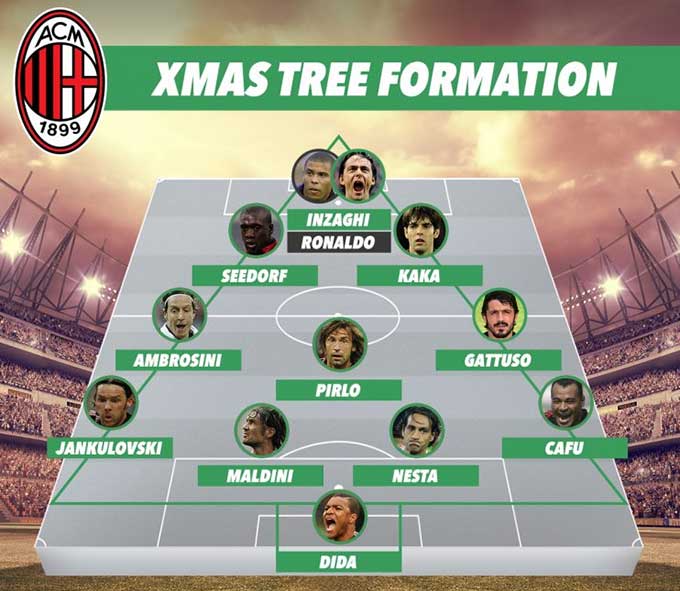 ACM
1899
XMAS TREE FORMATION
INZAGHI
RONALDO
SEEDORF
KAKA
AMBROSINI
PIRLO
GATTUSO
JANKULOVSKI
MALDINI
NESTA
CAFU
DIDA